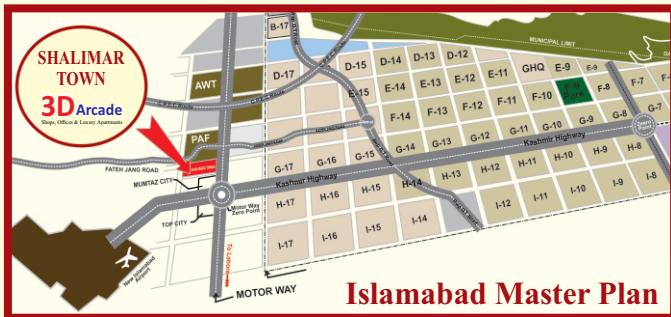 SHALIMAR
TOWN
3D Arcade
Shops, Offices & Luxury Apartments
B-17
MUNICIPAL LIMIT
D-17
D-15
D-14
D-13
D-12
E-15
E-14
E-13
E-12
E-11
GHQ
E-9
E-9
F-14
F-13
F-12
F-11
F-10
F-9
Park
F-8
F-7
AWT
PAF
FATEH JANG ROAD
MUMTAZ CITY
TOP CITY
Motor Way
Zero Point
Kashmir Highway
Kashmir Highway
G-17
G-16
G-15
G-14
G-13
G-12
G-11
G-10
G-9
G-8
G-7
H-17
H-16
H-15
H-14
H-13
H-12
H-11
H-10
H-9
H-8
I-17
I-16
I-15
I-14
I-12
I-11
I-10
I-9
I-8
New Islamabad
Airport
To Lahore
MOTOR WAY
Islamabad Master Plan